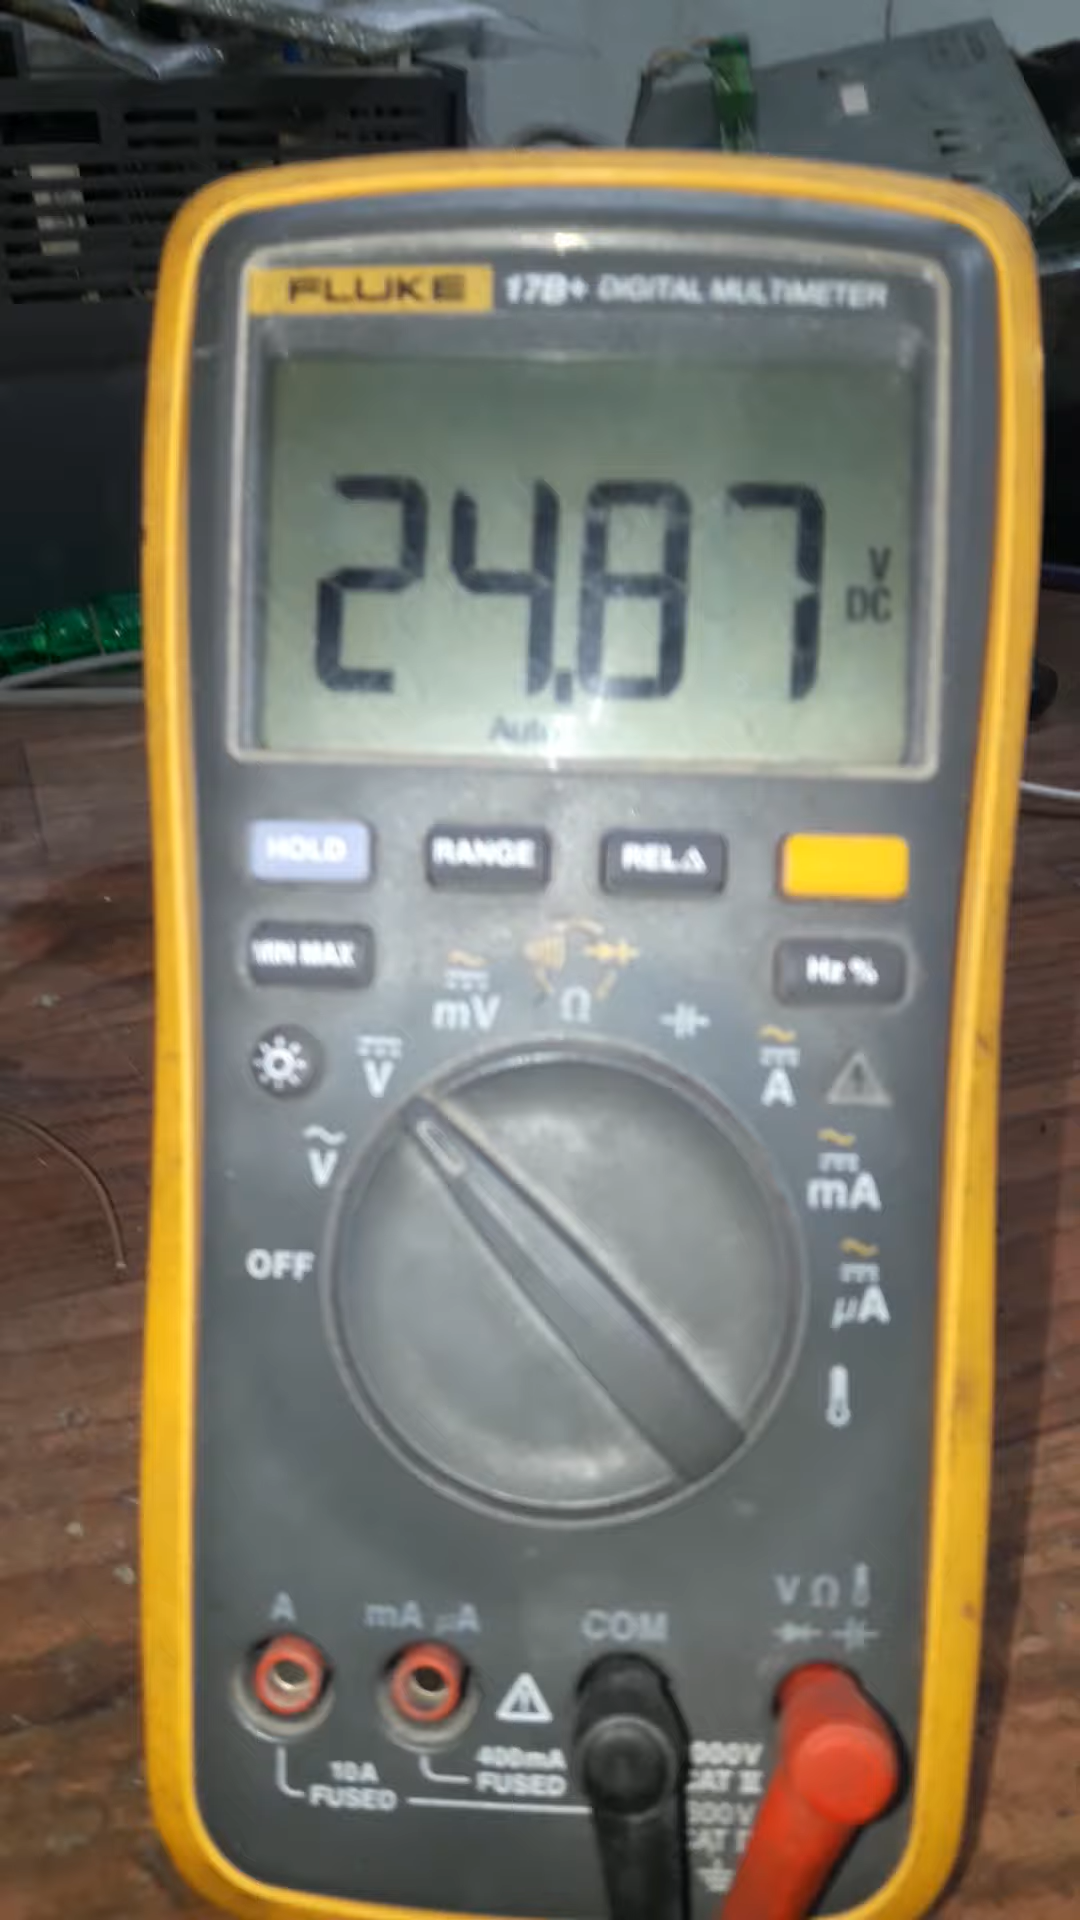 FLUKE 17B+ DIGITAL MULTIMETER
24.87 V DC
Auto
HOLD RANGE REL△
MIN MAX Hz %
mV Ω
V A
V mA
OFF µA
A mA µA COM V Ω
10A FUSED 400mA FUSED